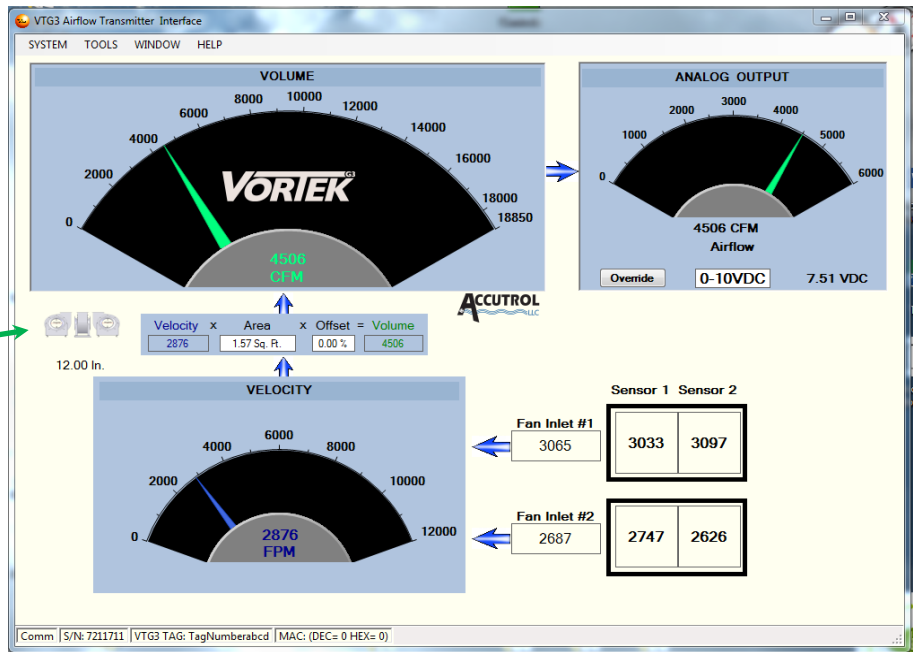 VTG3 Airflow Transmitter Interface
SYSTEM TOOLS WINDOW HELP
VOLUME
0
2000
4000
6000
8000
10000
12000
14000
16000
18000
18850
VORTEK G3
4506
CFM
ANALOG OUTPUT
0
1000
2000
3000
4000
5000
6000
4506 CFM
Airflow
Override 0-10VDC 7.51 VDC
ACCUTROL
LLC
Velocity x Area x Offset = Volume
2876 1.57 Sq. Ft. 0.00 % 4506
12.00 In.
VELOCITY
0
2000
4000
6000
8000
10000
12000
2876
FPM
Sensor 1 Sensor 2
Fan Inlet #1
3065 3033 3097
Fan Inlet #2
2687 2747 2626
Comm S/N: 7211711 VTG3 TAG: TagNumberabcd MAC: (DEC= 0 HEX= 0)